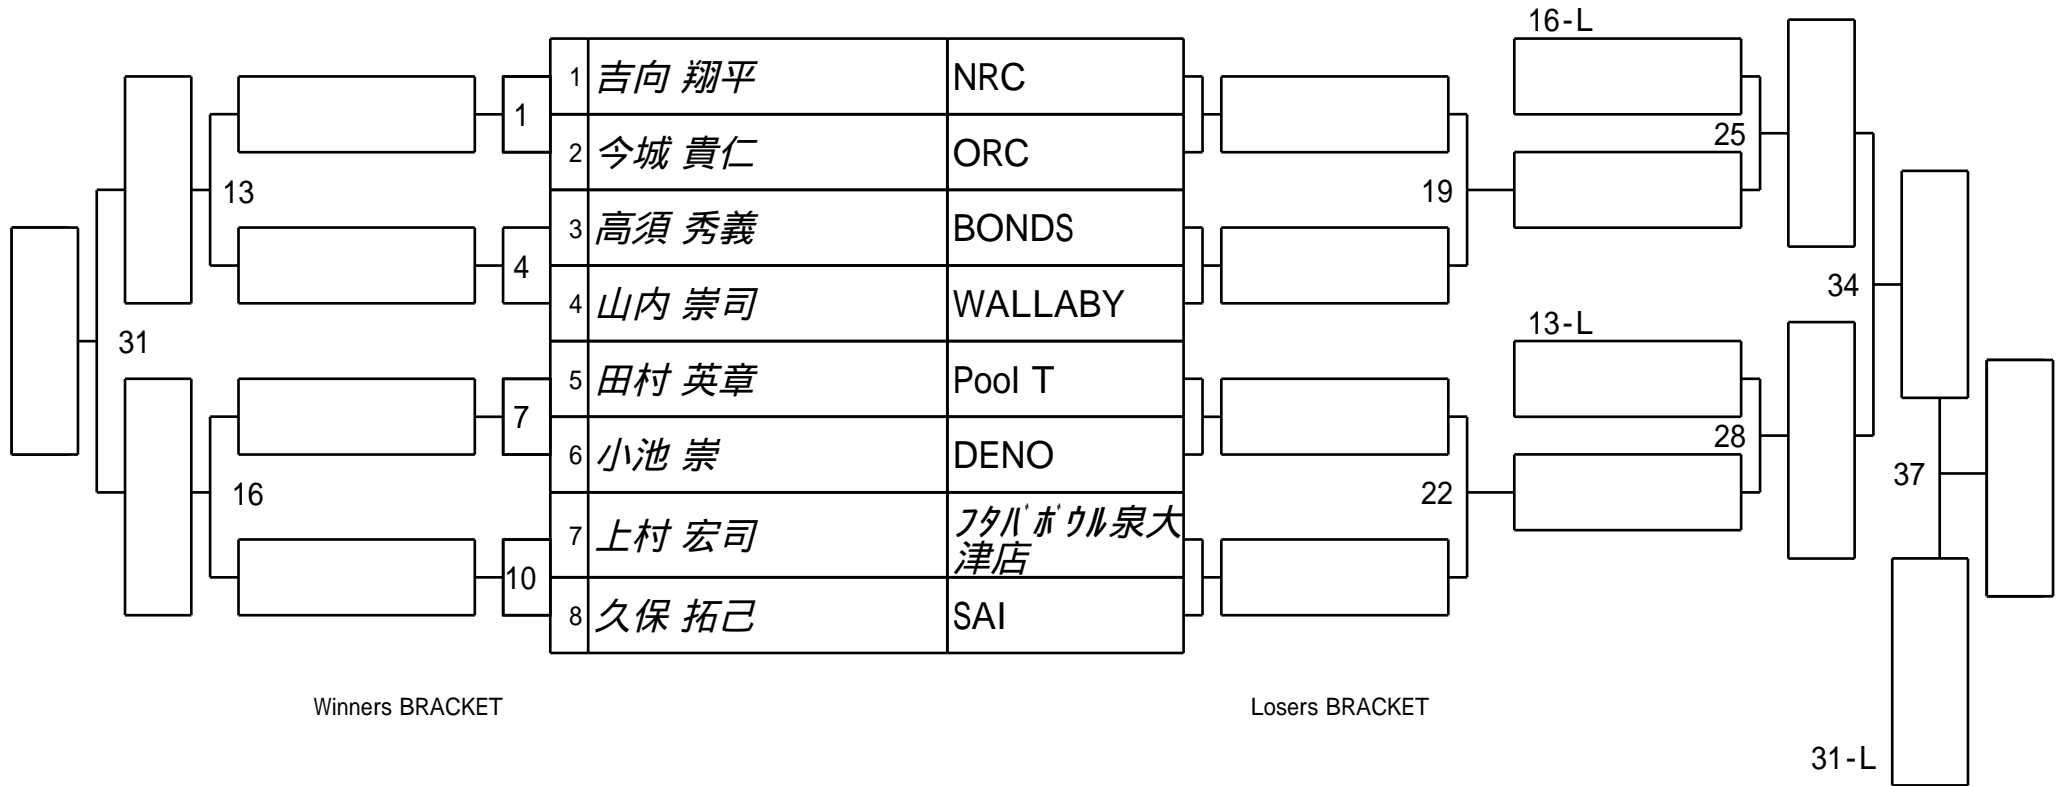 16-L
1 吉向 翔平 NRC
1
2 今城 貴仁 ORC
25
13
19
3 高須 秀義 BONDS
4
4 山内 崇司 WALLABY
34
13-L
31
5 田村 英章 Pool T
7
28
6 小池 崇 DENO
37
16
22
7 上村 宏司 ﾌﾀﾊﾞﾎﾞｳﾙ泉大
津店
10
8 久保 拓己 SAI
Winners BRACKET
Losers BRACKET
31-L